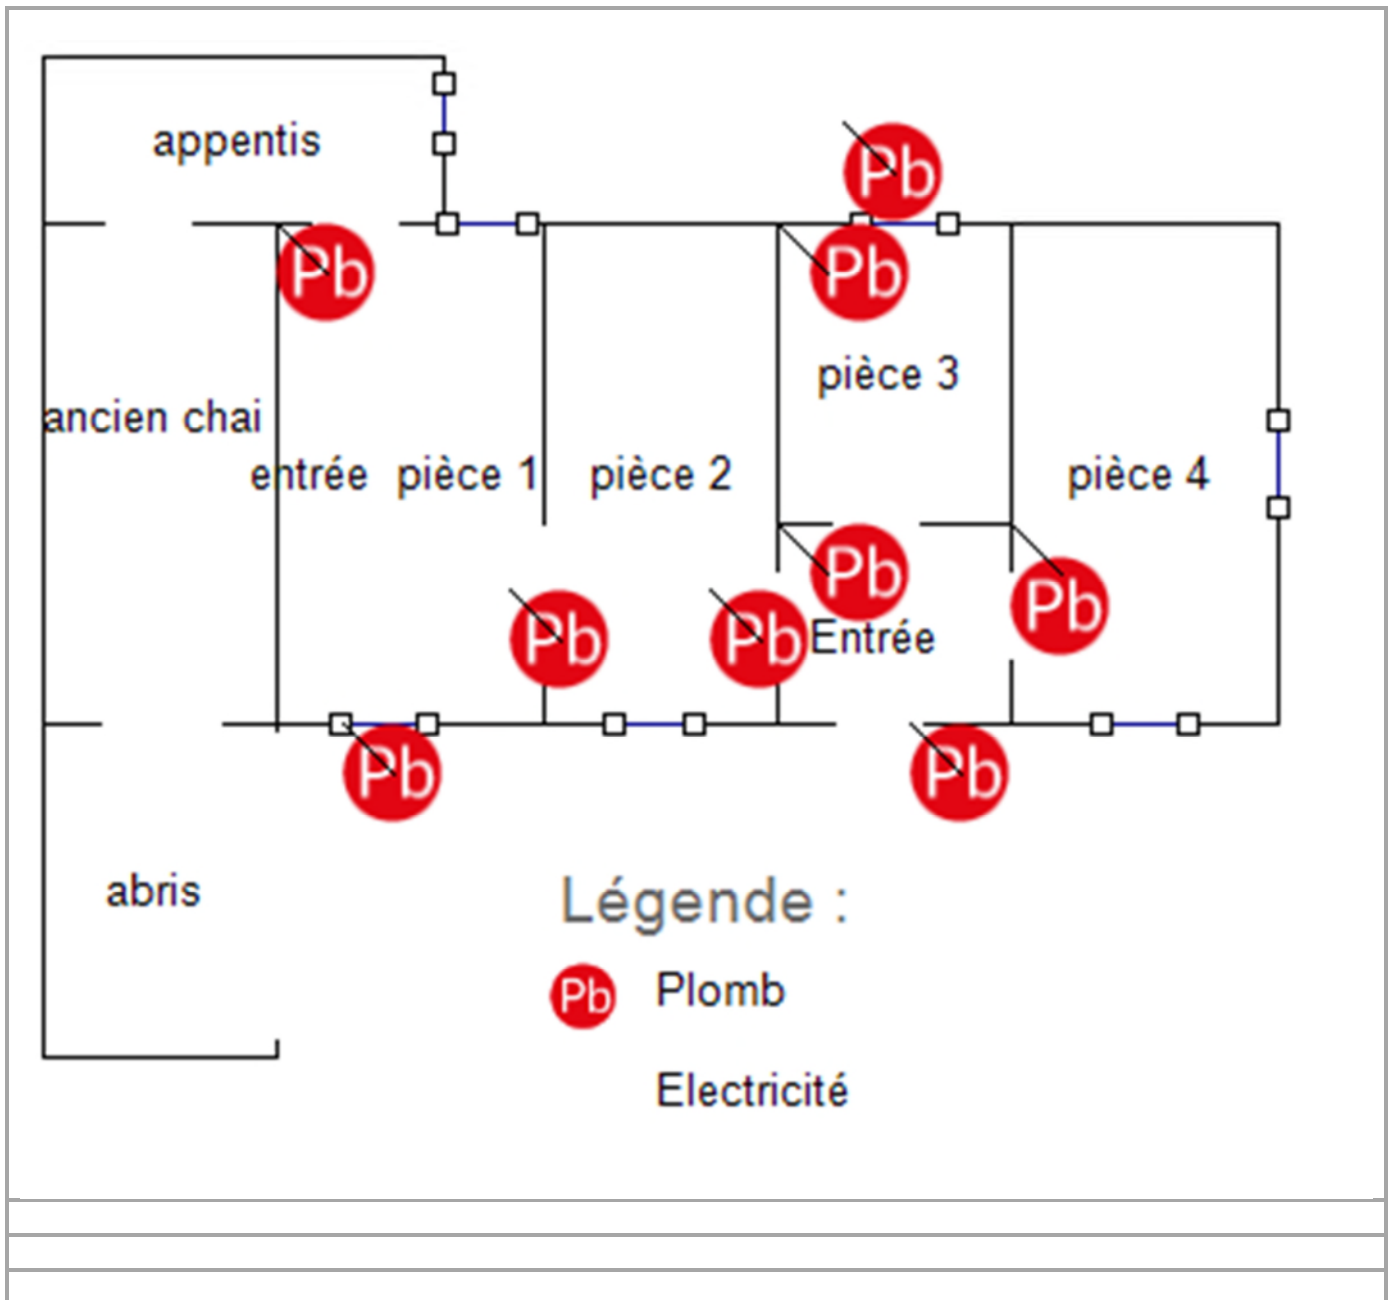 appentis
Pb
Pb
Pb
pièce 3
ancien chai
entrée pièce 1
pièce 2
pièce 4
Pb
Pb
Pb
Pb
Entrée
Pb
Pb
abris
Légende :
Pb Plomb
Electricité